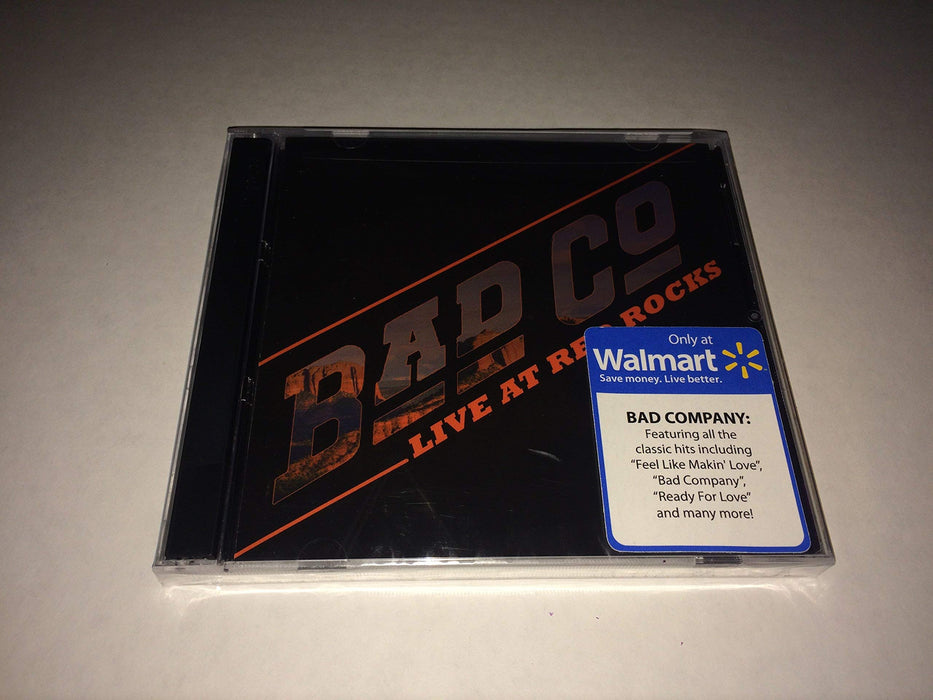 BAD CO
LIVE AT RED ROCKS
Only at
Walmart
Save money. Live better.
BAD COMPANY:
Featuring all the
classic hits including
“Feel Like Makin' Love”,
“Bad Company”,
“Ready For Love”
and many more!